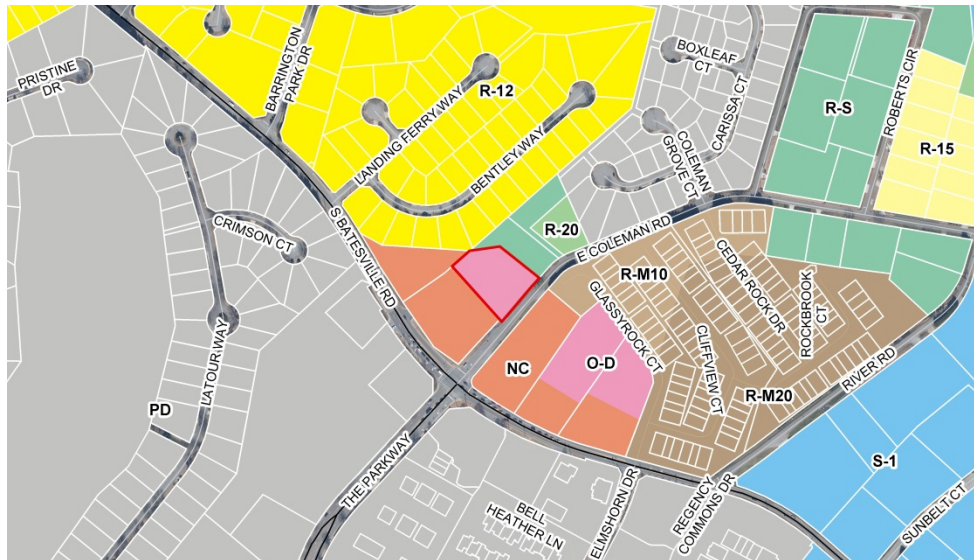 PRISTINE
DR
BARRINGTON
PARK DR
R-12
LANDING FERRY WAY
BENTLEY WAY
BOXLEAF
CT
CARISSA CT
COLEMAN
GROVE CT
R-S
ROBERTS CIR
R-15
CRIMSON CT
S BATESVILLE RD
R-20
E COLEMAN RD
R-M10
GLASSYROCK CT
CEDAR ROCK DR
ROCKBROOK
CT
CLIFFVIEW CT
LATOUR WAY
NC
O-D
R-M20
RIVER RD
PD
THE PARKWAY
S-1
BELL
HEATHER LN
ELMSHORN DR
REGENCY
COMMONS DR
SUNBELT CT